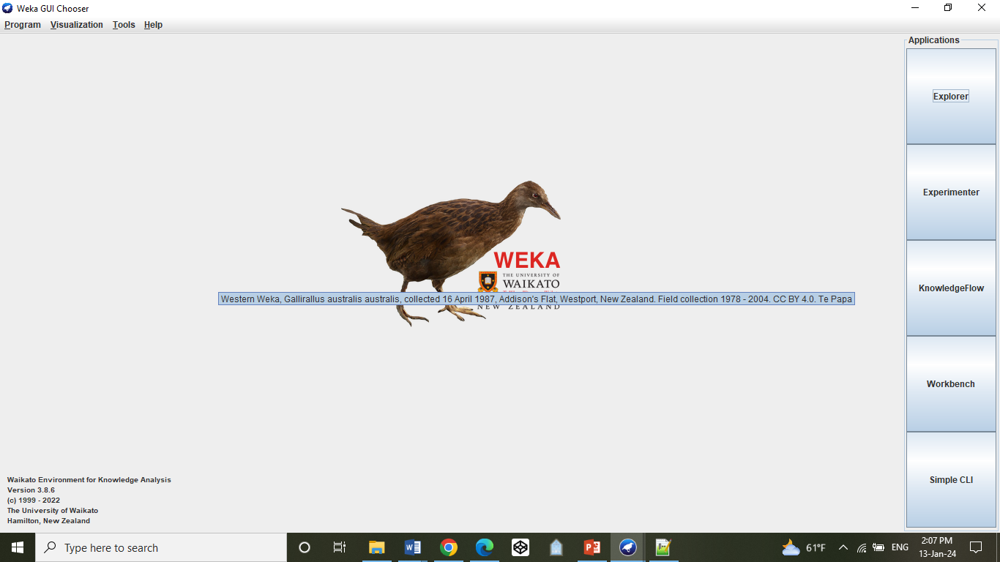 Weka GUI Chooser
Program Visualization Tools Help
Applications
Explorer
Experimenter
KnowledgeFlow
Workbench
Simple CLI
WEKA
THE UNIVERSITY OF
WAIKATO
Western Weka, Gallirallus australis australis, collected 16 April 1987, Addison's Flat, Westport, New Zealand. Field collection 1978 - 2004. CC BY 4.0. Te Papa
NEW ZEALAND
Waikato Environment for Knowledge Analysis
Version 3.8.6
(c) 1999 - 2022
The University of Waikato
Hamilton, New Zealand
Type here to search
61°F
ENG
2:07 PM
13-Jan-24